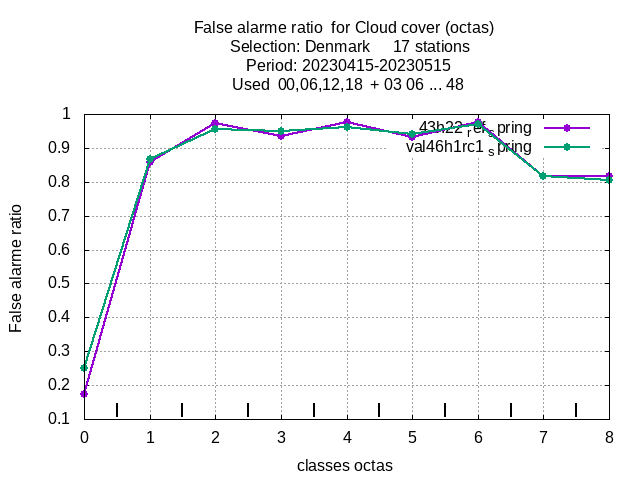 False alarme ratio for Cloud cover (octas)
Selection: Denmark 17 stations
Period: 20230415-20230515
Used 00,06,12,18 + 03 06 ... 48
43h22ref_spring
val46h1rc1_spring
1
0.9
0.8
0.7
0.6
0.5
0.4
0.3
0.2
0.1
0 1 2 3 4 5 6 7 8
False alarme ratio
classes octas